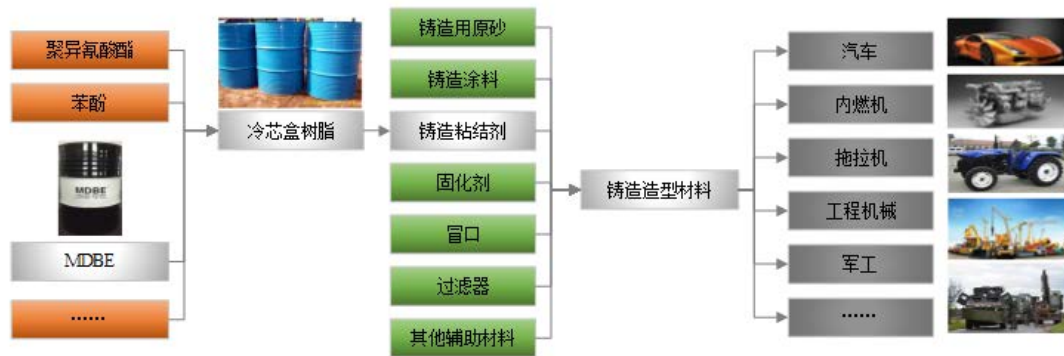 聚异氰酸酯
苯酚
MDBE
MDBE
……
冷芯盒树脂
铸造用原砂
铸造涂料
铸造粘结剂
固化剂
冒口
过滤器
其他辅助材料
铸造造型材料
汽车
内燃机
拖拉机
工程机械
军工
……